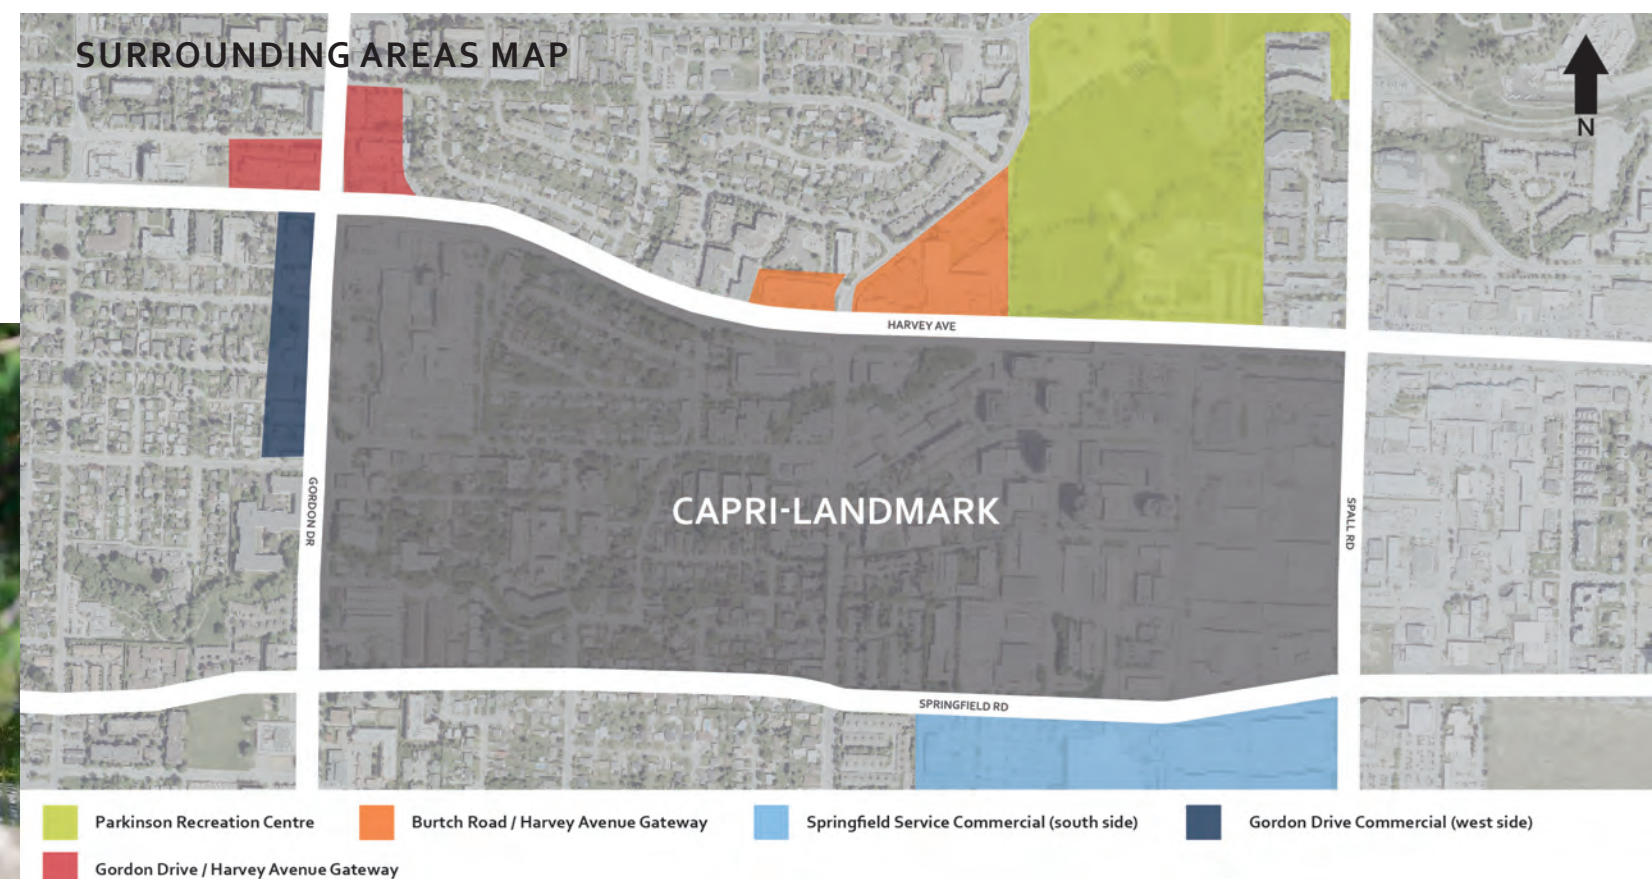 SURROUNDING AREAS MAP
N
HARVEY AVE
GORDON DR
CAPRI-LANDMARK
SPALL RD
SPRINGFIELD RD
Parkinson Recreation Centre
Burtch Road / Harvey Avenue Gateway
Springfield Service Commercial (south side)
Gordon Drive Commercial (west side)
Gordon Drive / Harvey Avenue Gateway